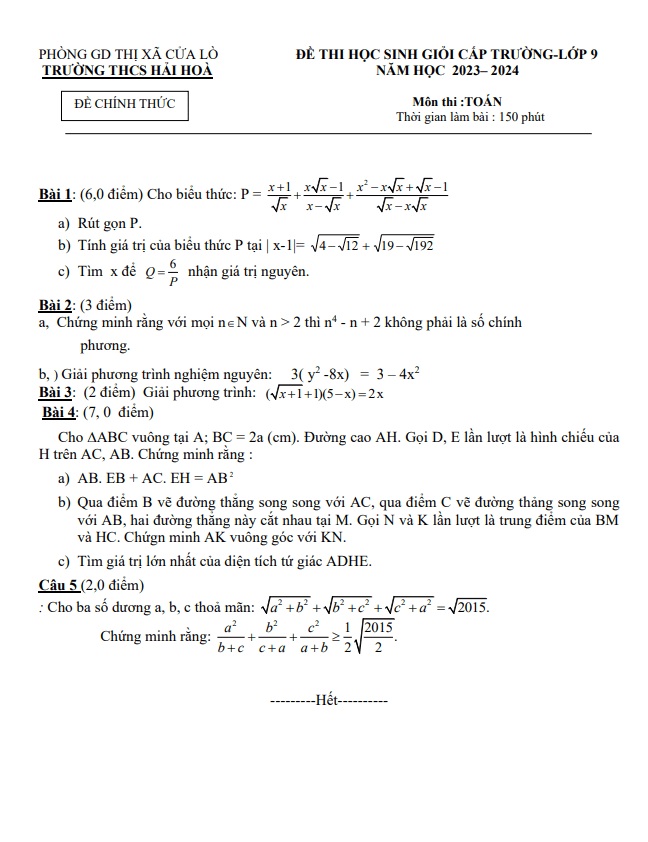 PHÒNG GD THỊ XÃ CỬA LÒ
TRƯỜNG THCS HẢI HOÀ
ĐỀ CHÍNH THỨC
ĐỀ THI HỌC SINH GIỎI CẤP TRƯỜNG-LỚP 9
NĂM HỌC 2023– 2024
Môn thi :TOÁN
Thời gian làm bài : 150 phút
Bài 1: (6,0 điểm) Cho biểu thức: P = $\frac{x+1}{\sqrt{x}}+\frac{x\sqrt{x}-1}{x-\sqrt{x}}+\frac{x^2-x\sqrt{x}+\sqrt{x}-1}{\sqrt{x}-x\sqrt{x}}$
a) Rút gọn P.
b) Tính giá trị của biểu thức P tại | x-1|= $\sqrt{4-\sqrt{12}}+\sqrt{19-\sqrt{192}}$
c) Tìm x để $Q=\frac{6}{P}$ nhận giá trị nguyên.
Bài 2: (3 điểm)
a, Chứng minh rằng với mọi n∈N và n > 2 thì n⁴ - n + 2 không phải là số chính
phương.
b, ) Giải phương trình nghiệm nguyên: 3( y² -8x) = 3 – 4x²
Bài 3: (2 điểm) Giải phương trình: $(\sqrt{x+1}+1)(5-x)=2x$
Bài 4: (7, 0 điểm)
Cho ΔABC vuông tại A; BC = 2a (cm). Đường cao AH. Gọi D, E lần lượt là hình chiếu của
H trên AC, AB. Chứng minh rằng :
a) AB. EB + AC. EH = AB²
b) Qua điểm B vẽ đường thẳng song song với AC, qua điểm C vẽ đường thảng song song
với AB, hai đường thẳng này cắt nhau tại M. Gọi N và K lần lượt là trung điểm của BM
và HC. Chứgn minh AK vuông góc với KN.
c) Tìm giá trị lớn nhất của diện tích tứ giác ADHE.
Câu 5 (2,0 điểm)
: Cho ba số dương a, b, c thoả mãn: $\sqrt{a^2+b^2}+\sqrt{b^2+c^2}+\sqrt{c^2+a^2}=\sqrt{2015}$.
Chứng minh rằng: $\frac{a^2}{b+c}+\frac{b^2}{c+a}+\frac{c^2}{a+b}\ge\frac{1}{2}\sqrt{\frac{2015}{2}}$.
---------Hết----------